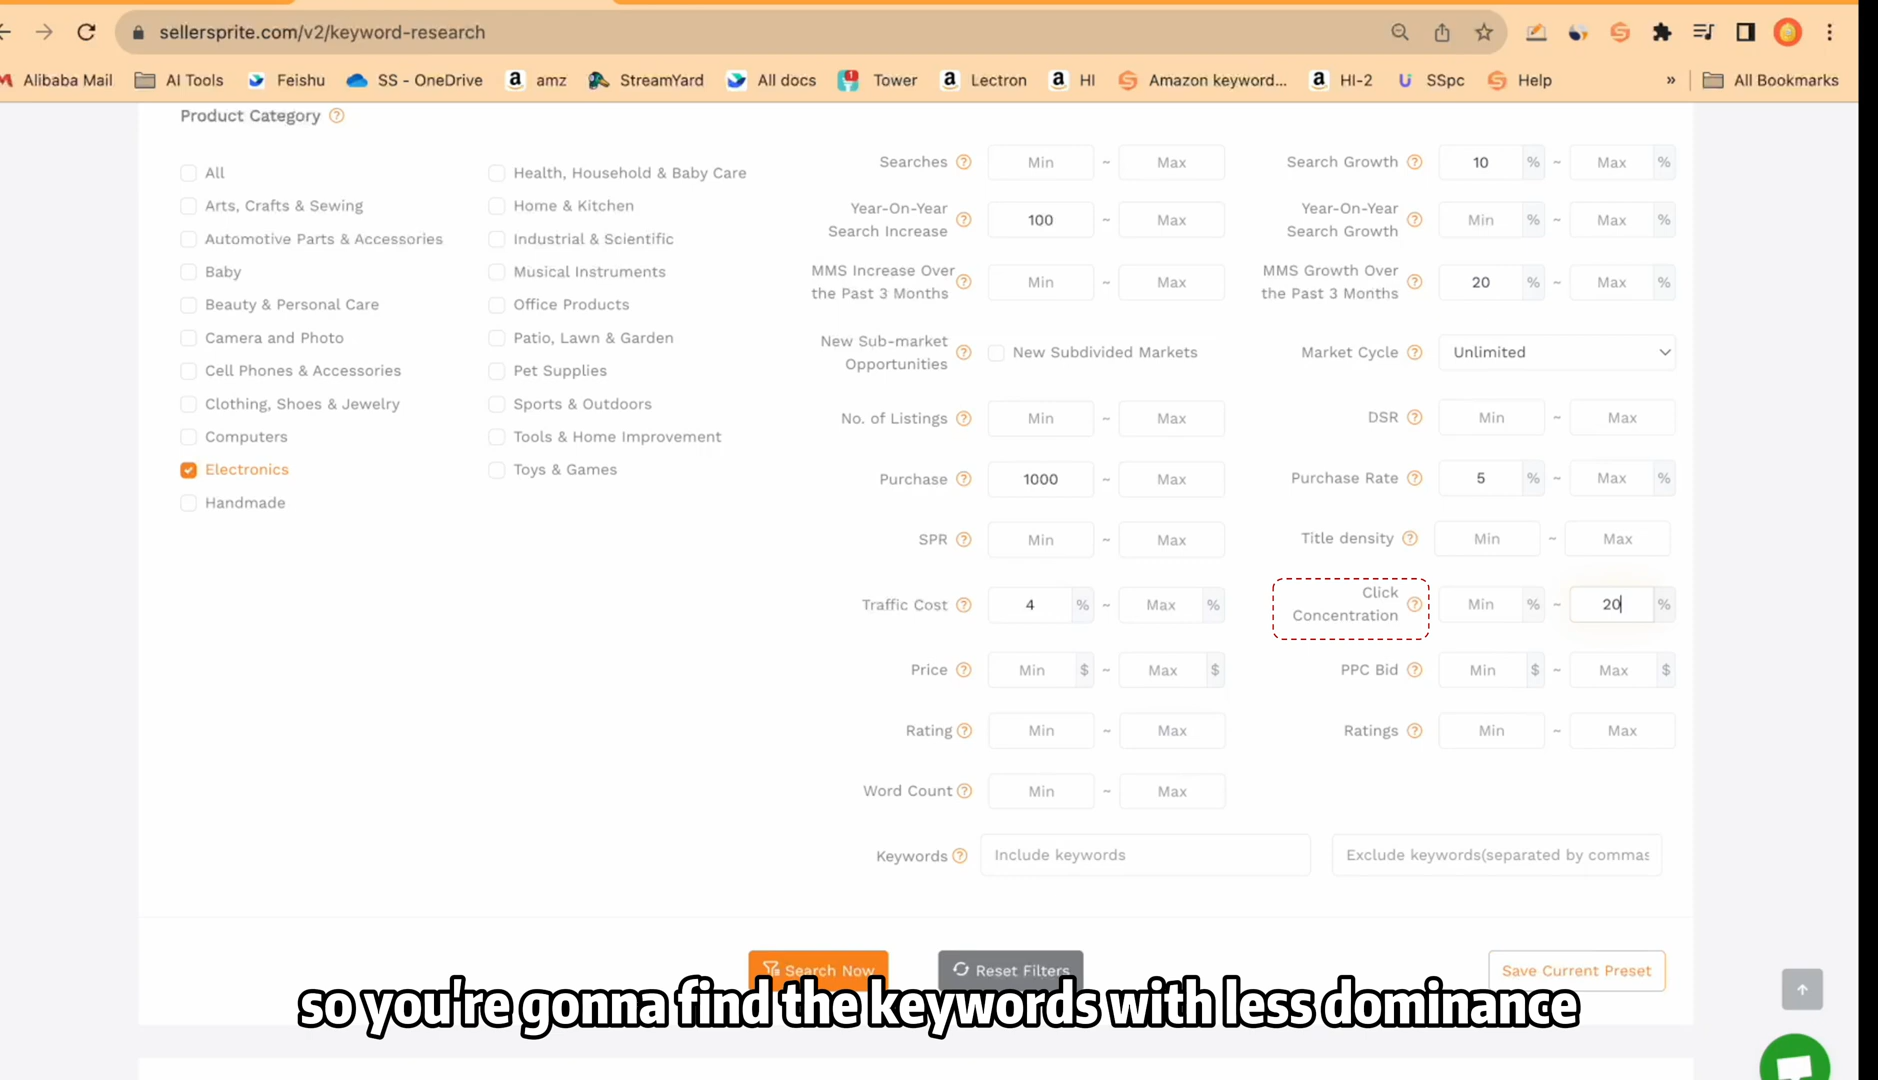 sellersprite.com/v2/keyword-research
Alibaba Mail AI Tools Feishu SS - OneDrive amz StreamYard All docs Tower Lectron HI Amazon keyword... HI-2 SSpc Help » All Bookmarks
Product Category
All
Arts, Crafts & Sewing
Automotive Parts & Accessories
Baby
Beauty & Personal Care
Camera and Photo
Cell Phones & Accessories
Clothing, Shoes & Jewelry
Computers
Electronics
Handmade
Health, Household & Baby Care
Home & Kitchen
Industrial & Scientific
Musical Instruments
Office Products
Patio, Lawn & Garden
Pet Supplies
Sports & Outdoors
Tools & Home Improvement
Toys & Games
Searches Min ~ Max
Search Growth 10 % ~ Max %
Year-On-Year
Search Increase 100 ~ Max
Year-On-Year
Search Growth Min % ~ Max %
MMS Increase Over
the Past 3 Months Min ~ Max
MMS Growth Over
the Past 3 Months 20 % ~ Max %
New Sub-market
Opportunities New Subdivided Markets
Market Cycle Unlimited
No. of Listings Min ~ Max
DSR Min ~ Max
Purchase 1000 ~ Max
Purchase Rate 5 % ~ Max %
SPR Min ~ Max
Title density Min ~ Max
Traffic Cost 4 % ~ Max %
Click
Concentration Min % ~ 20 %
Price Min $ ~ Max $
PPC Bid Min $ ~ Max $
Rating Min ~ Max
Ratings Min ~ Max
Word Count Min ~ Max
Keywords Include keywords Exclude keywords(separated by commas
Search Now Reset Filters Save Current Preset
so you're gonna find the keywords with less dominance